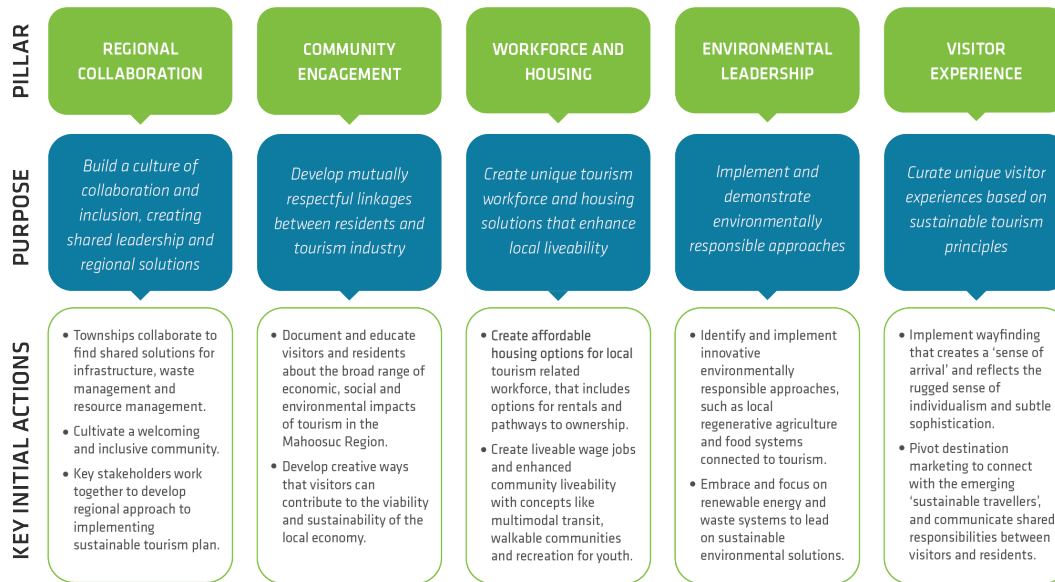 PILLAR
REGIONAL
COLLABORATION
COMMUNITY
ENGAGEMENT
WORKFORCE AND
HOUSING
ENVIRONMENTAL
LEADERSHIP
VISITOR
EXPERIENCE
PURPOSE
Build a culture of
collaboration and
inclusion, creating
shared leadership and
regional solutions
Develop mutually
respectful linkages
between residents and
tourism industry
Create unique tourism
workforce and housing
solutions that enhance
local liveability
Implement and
demonstrate
environmentally
responsible approaches
Curate unique visitor
experiences based on
sustainable tourism
principles
KEY INITIAL ACTIONS
• Townships collaborate to
find shared solutions for
infrastructure, waste
management and
resource management.
• Cultivate a welcoming
and inclusive community.
• Key stakeholders work
together to develop
regional approach to
implementing
sustainable tourism plan.
• Document and educate
visitors and residents
about the broad range of
economic, social and
environmental impacts
of tourism in the
Mahoosuc Region.
• Develop creative ways
that visitors can
contribute to the viability
and sustainability of the
local economy.
• Create affordable
housing options for local
tourism related
workforce, that includes
options for rentals and
pathways to ownership.
• Create liveable wage jobs
and enhanced
community liveability
with concepts like
multimodal transit,
walkable communities
and recreation for youth.
• Identify and implement
innovative
environmentally
responsible approaches,
such as local
regenerative agriculture
and food systems
connected to tourism.
• Embrace and focus on
renewable energy and
waste systems to lead
on sustainable
environmental solutions.
• Implement wayfinding
that creates a ‘sense of
arrival’ and reflects the
rugged sense of
individualism and subtle
sophistication.
• Pivot destination
marketing to connect
with the emerging
‘sustainable travellers’,
and communicate shared
responsibilities between
visitors and residents.